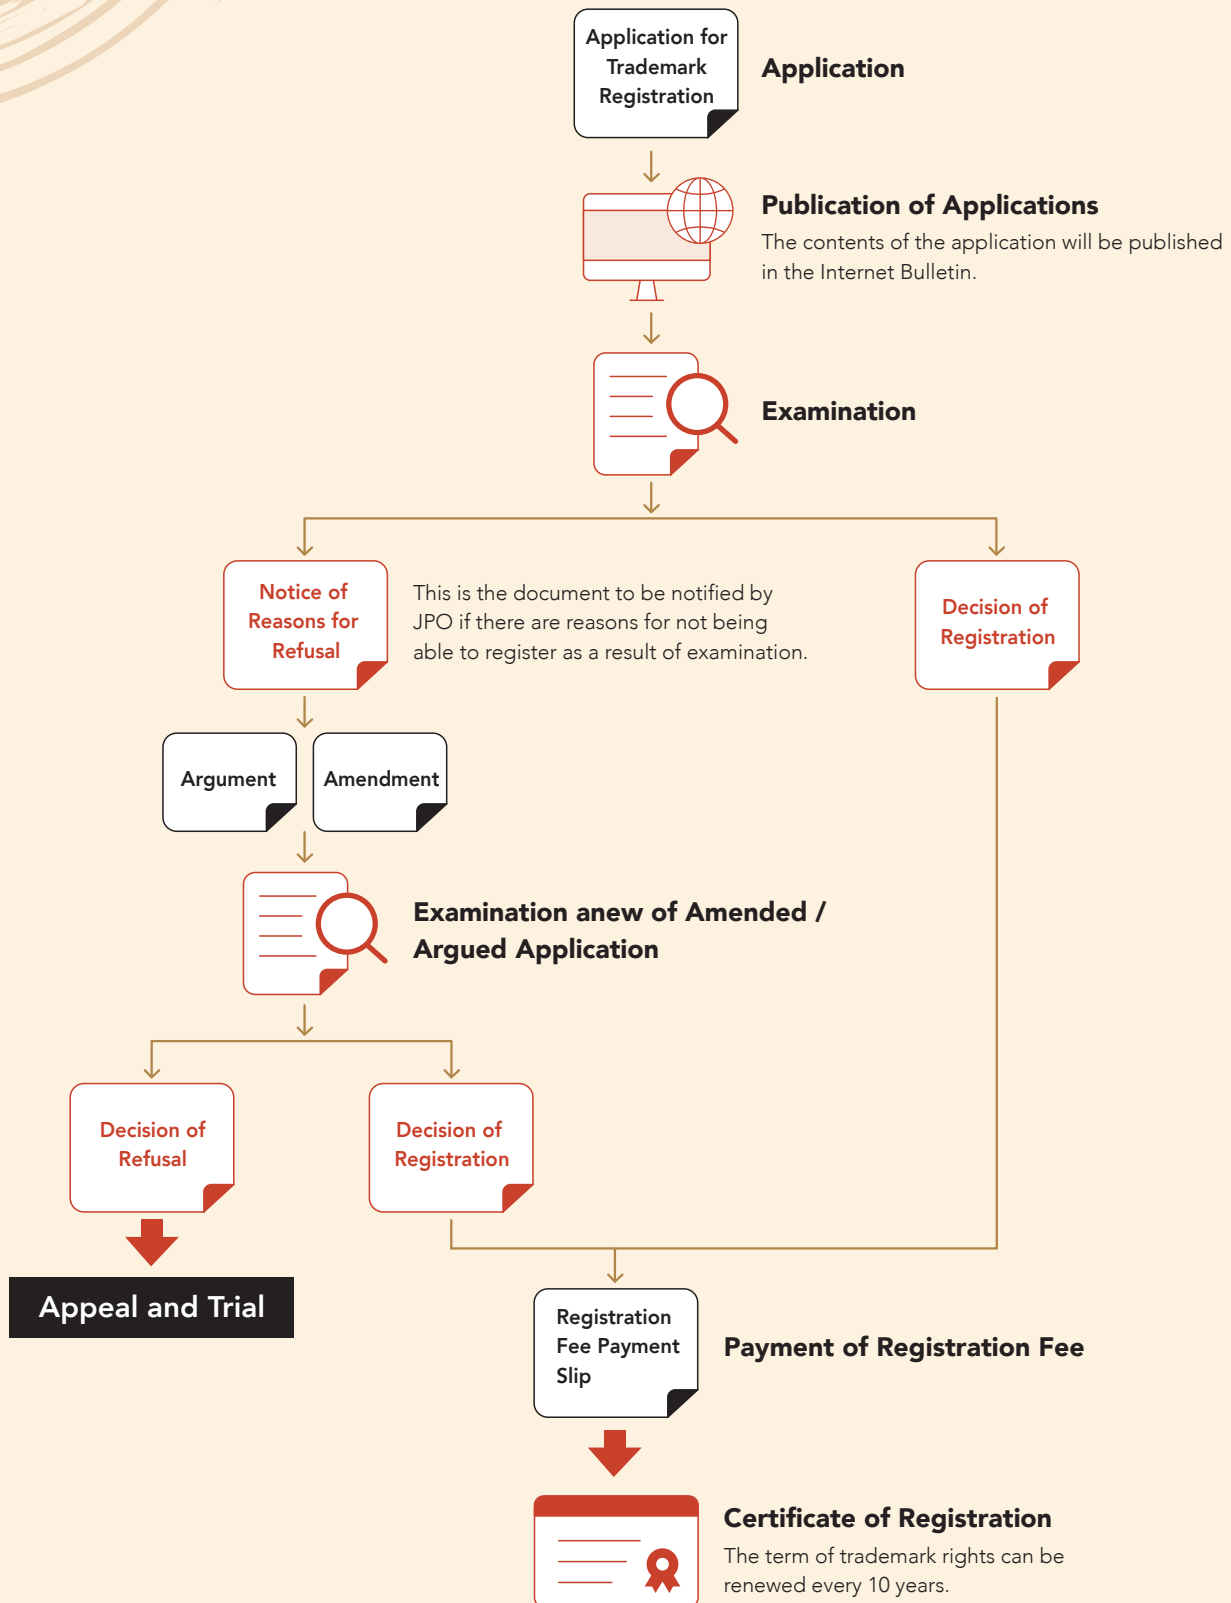 Application for
Trademark
Registration
Application
Publication of Applications
The contents of the application will be published
in the Internet Bulletin.
Examination
Notice of
Reasons for
Refusal
This is the document to be notified by
JPO if there are reasons for not being
able to register as a result of examination.
Decision of
Registration
Argument
Amendment
Examination anew of Amended /
Argued Application
Decision of
Refusal
Decision of
Registration
Appeal and Trial
Registration
Fee Payment
Slip
Payment of Registration Fee
Certificate of Registration
The term of trademark rights can be
renewed every 10 years.